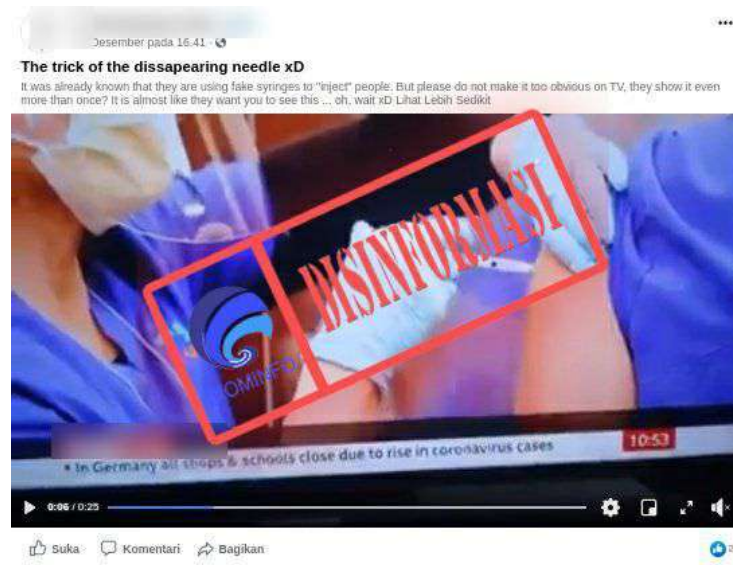 Desember pada 16.41 ·
The trick of the dissapearing needle xD
It was already known that they are using fake syringes to "inject" people. But please do not make it too obvious on TV, they show it even
more than once? It is almost like they want you to see this ... oh, wait xD Lihat Lebih Sedikit
DISINFORMASI
OMINFO
10:53
• In Germany all shops & schools close due to rise in coronavirus cases
0:06 / 0:25
Suka Komentari Bagikan
2